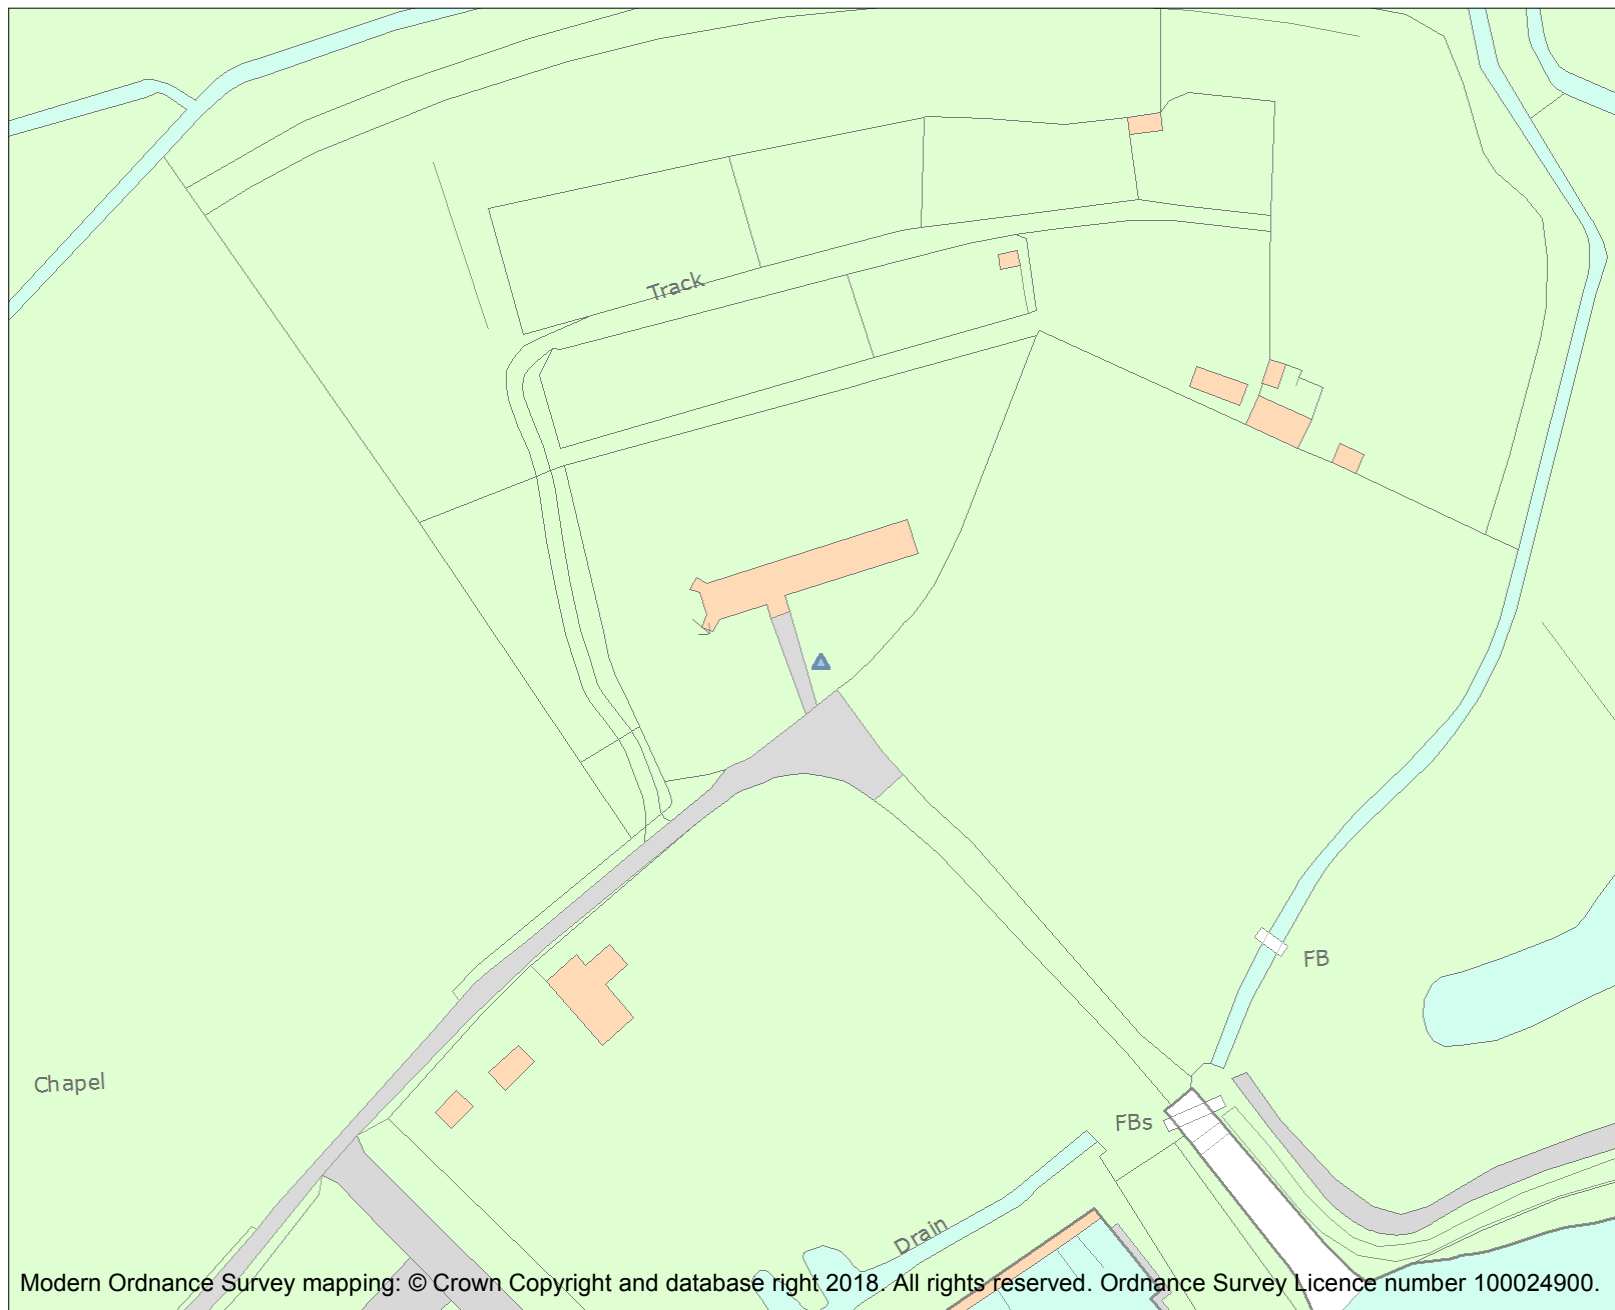 Track
FB
Chapel
FBs
Drain
Modern Ordnance Survey mapping: © Crown Copyright and database right 2018. All rights reserved. Ordnance Survey Licence number 100024900.